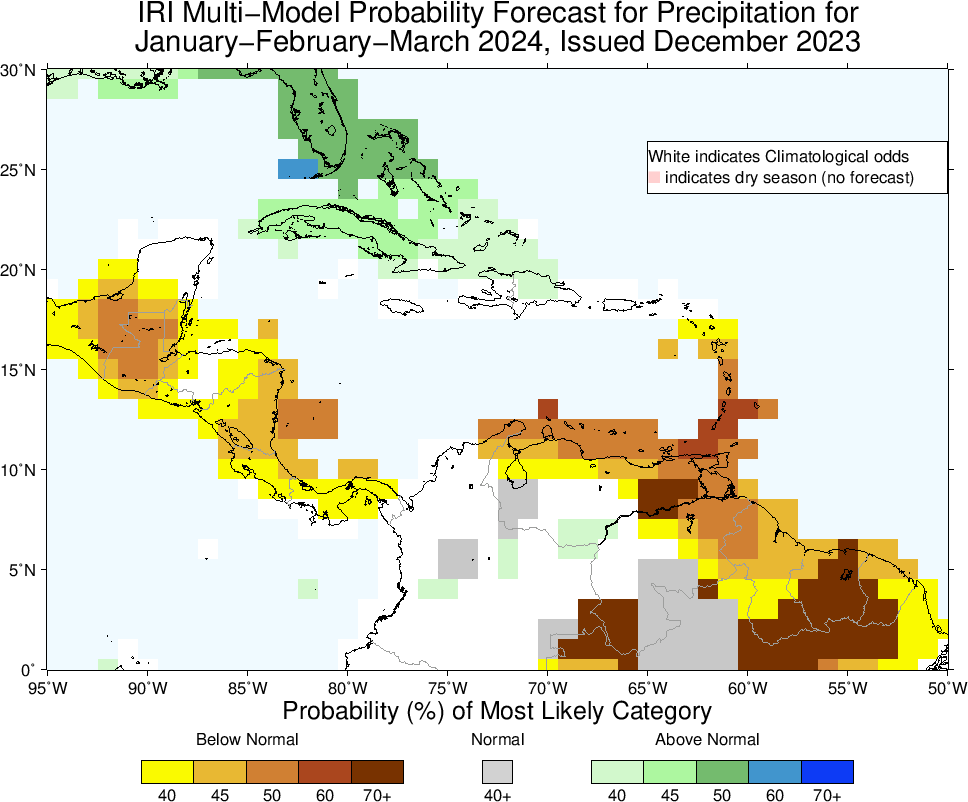 IRI Multi−Model Probability Forecast for Precipitation for
January−February−March 2024, Issued December 2023
30°N
White indicates Climatological odds
indicates dry season (no forecast)
25°N
20°N
15°N
10°N
5°N
0°
95°W 90°W 85°W 80°W 75°W 70°W 65°W 60°W 55°W 50°W
Probability (%) of Most Likely Category
Below Normal Normal Above Normal
40 45 50 60 70+ 40+ 40 45 50 60 70+